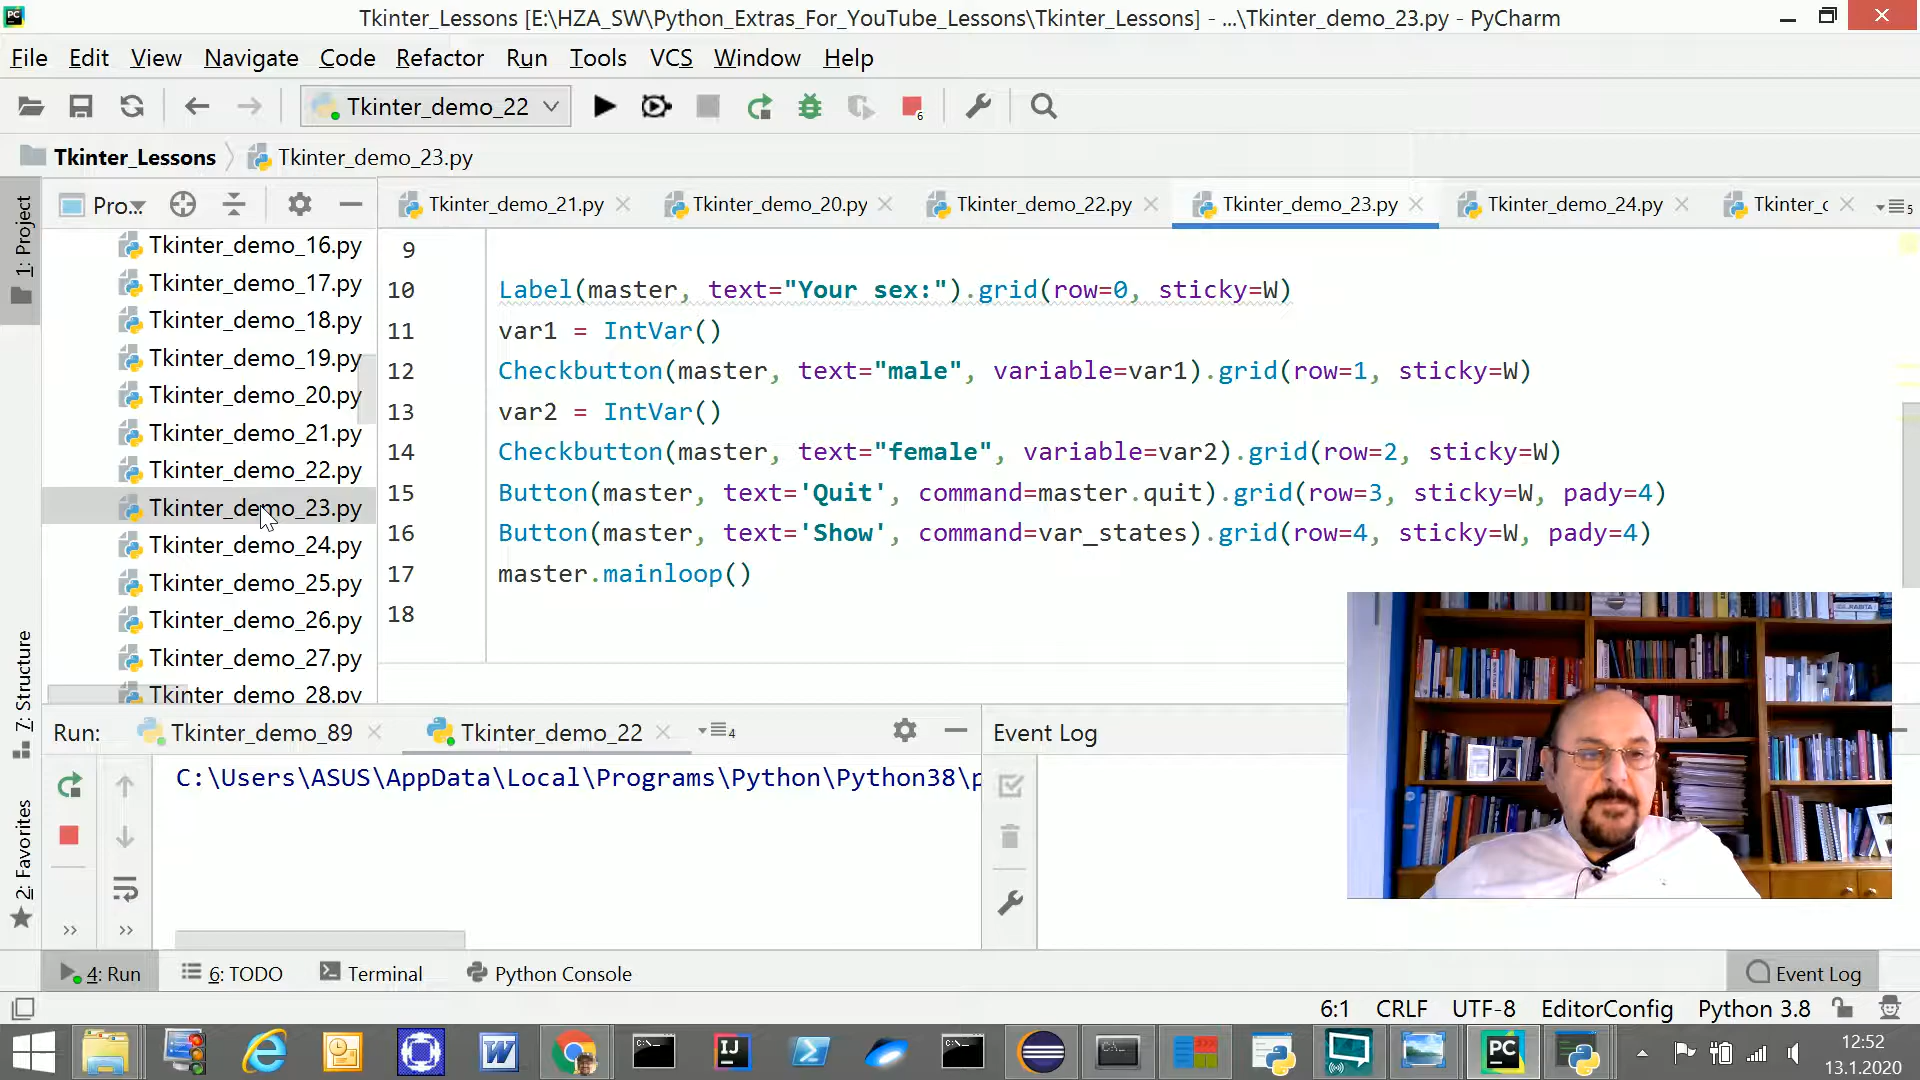 Tkinter_Lessons [E:\HZA_SW\Python_Extras_For_YouTube_Lessons\Tkinter_Lessons] - ...\Tkinter_demo_23.py - PyCharm
File Edit View Navigate Code Refactor Run Tools VCS Window Help
Tkinter_demo_22
6
Tkinter_Lessons Tkinter_demo_23.py
1: Project
Pro...
Tkinter_demo_21.py Tkinter_demo_20.py Tkinter_demo_22.py Tkinter_demo_23.py Tkinter_demo_24.py Tkinter_c
5
Tkinter_demo_16.py
Tkinter_demo_17.py
Tkinter_demo_18.py
Tkinter_demo_19.py
Tkinter_demo_20.py
Tkinter_demo_21.py
Tkinter_demo_22.py
Tkinter_demo_23.py
Tkinter_demo_24.py
Tkinter_demo_25.py
Tkinter_demo_26.py
Tkinter_demo_27.py
Tkinter_demo_28.py
9
10 Label(master, text="Your sex:").grid(row=0, sticky=W)
11 var1 = IntVar()
12 Checkbutton(master, text="male", variable=var1).grid(row=1, sticky=W)
13 var2 = IntVar()
14 Checkbutton(master, text="female", variable=var2).grid(row=2, sticky=W)
15 Button(master, text='Quit', command=master.quit).grid(row=3, sticky=W, pady=4)
16 Button(master, text='Show', command=var_states).grid(row=4, sticky=W, pady=4)
17 master.mainloop()
18
7: Structure
2: Favorites
Run: Tkinter_demo_89 Tkinter_demo_22
4
Event Log
C:\Users\ASUS\AppData\Local\Programs\Python\Python38\p
4: Run 6: TODO Terminal Python Console Event Log
6:1 CRLF UTF-8 EditorConfig Python 3.8
12:52
13.1.2020